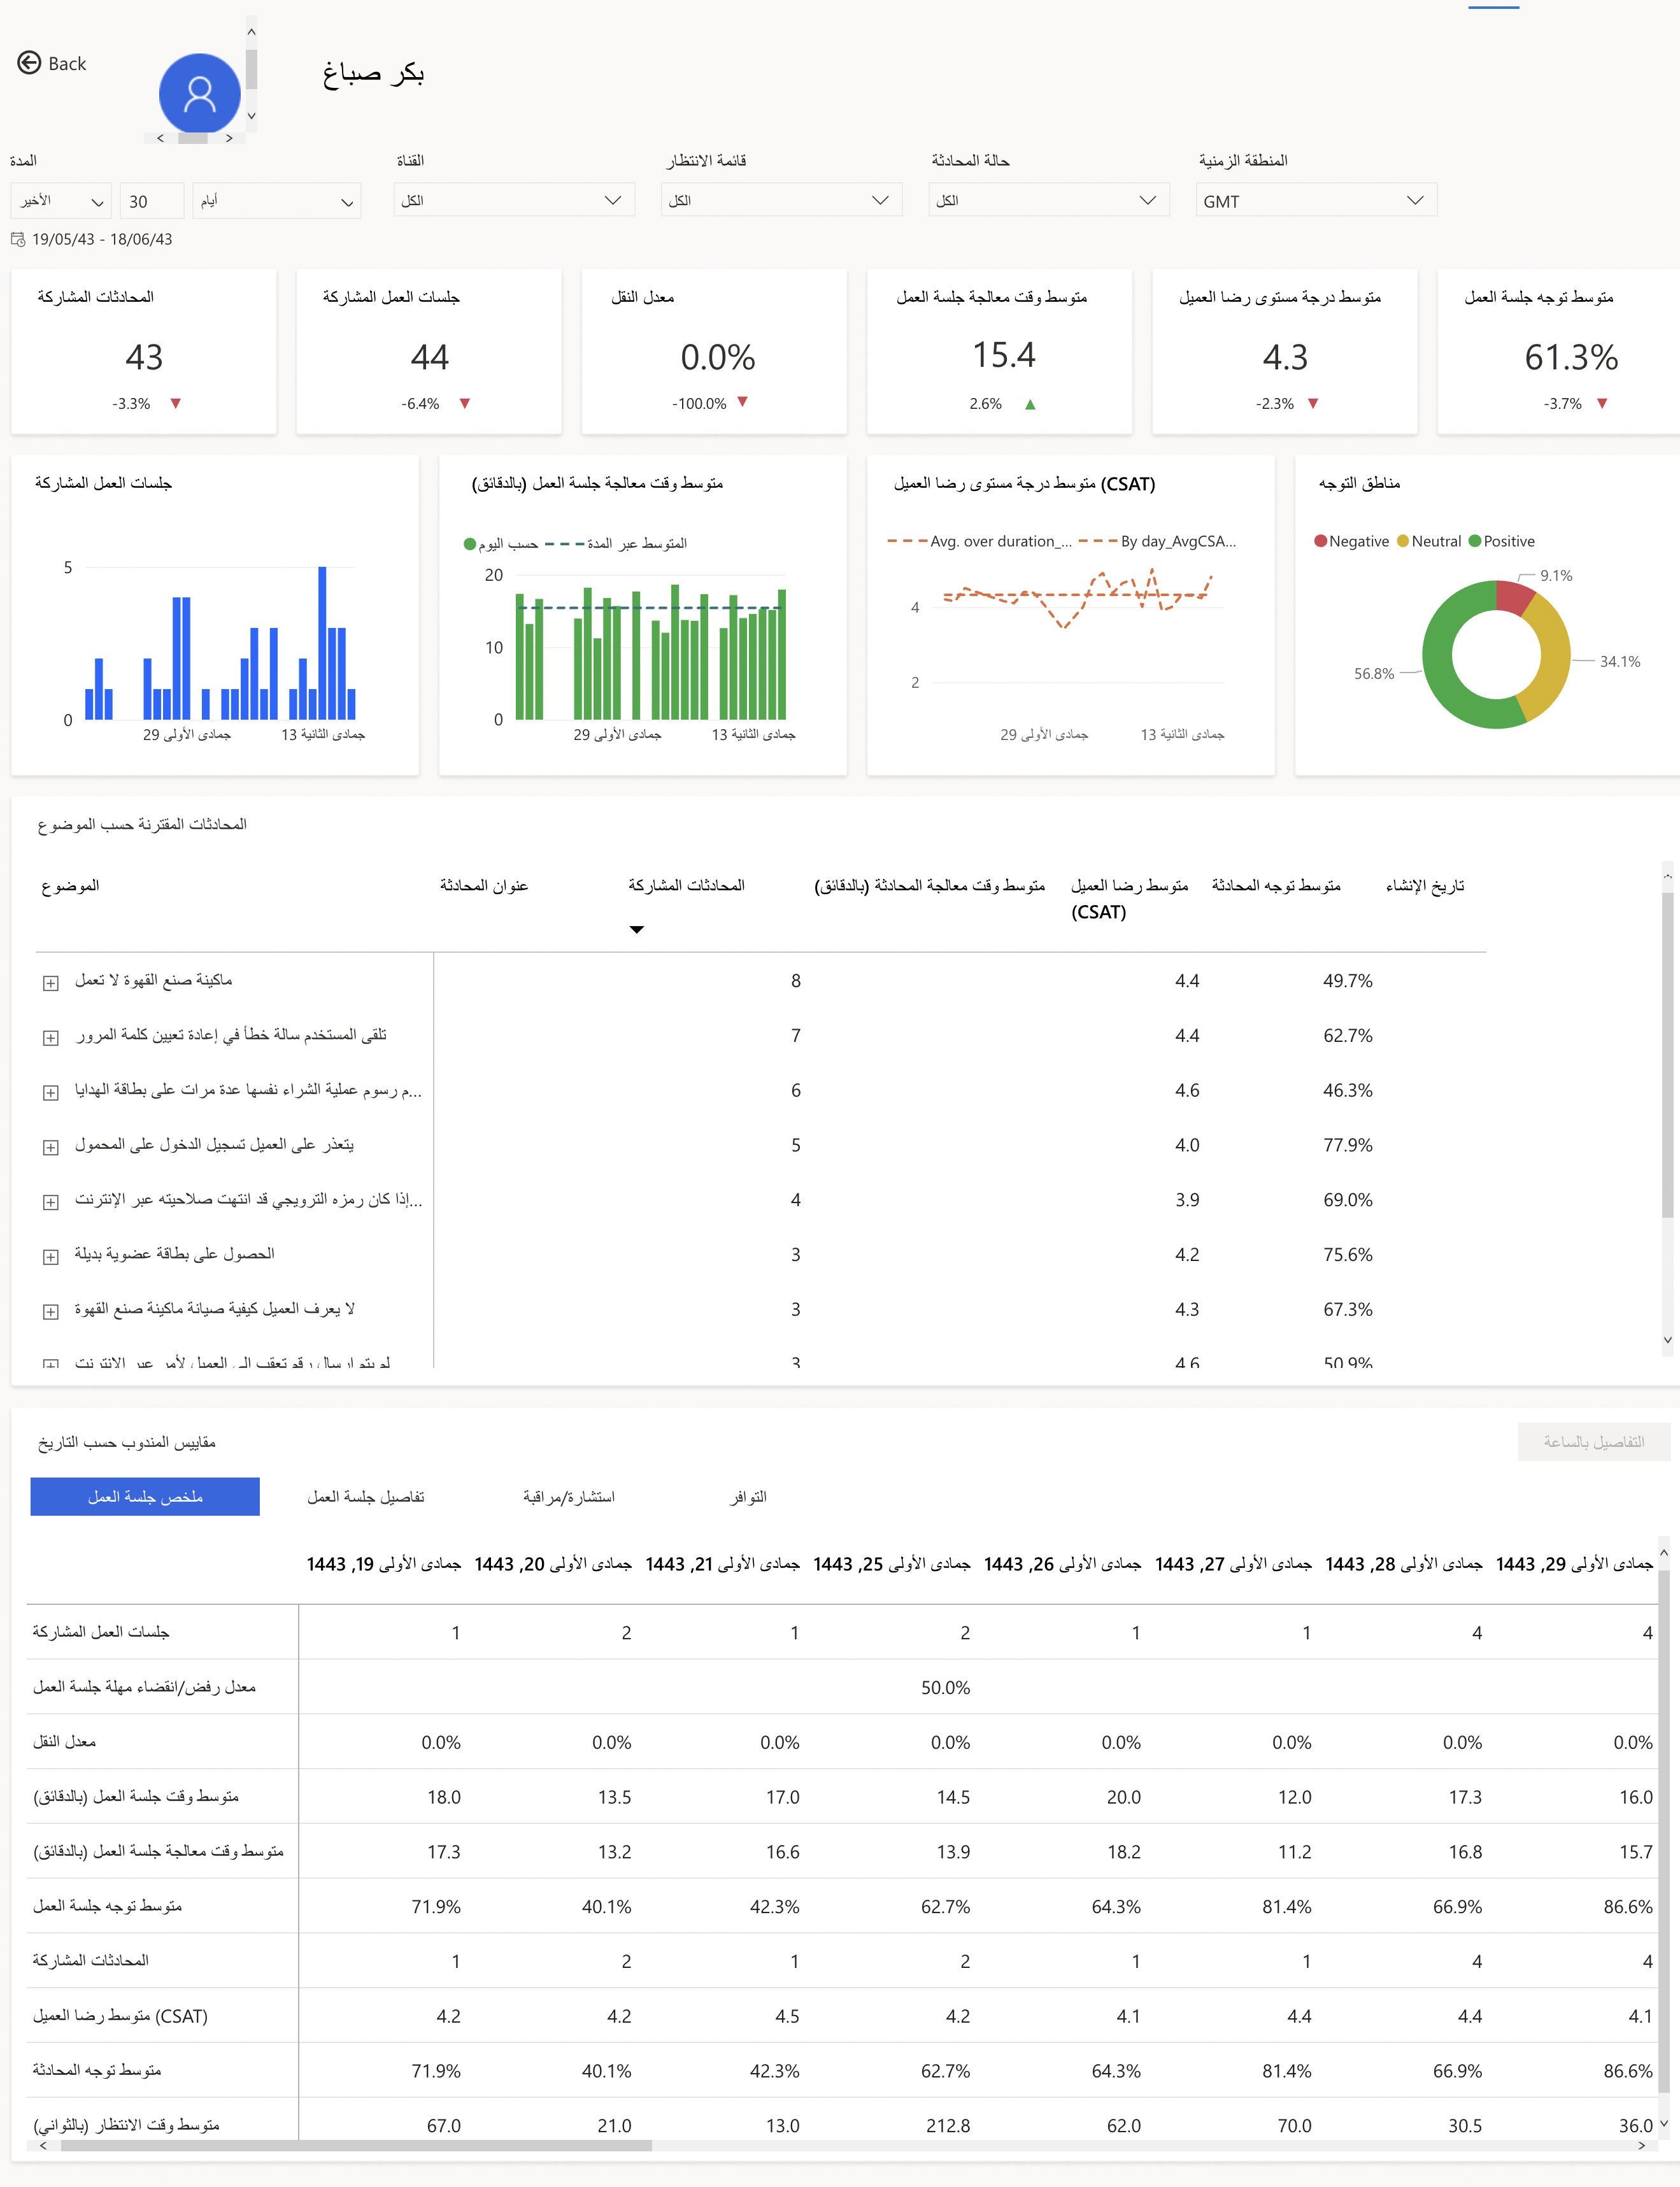 Back
بكر صباغ
المدة
القناة
قائمة الانتظار
حالة المحادثة
المنطقة الزمنية
الأخير
30
أيام
الكل
الكل
الكل
GMT
19/05/43 - 18/06/43
المحادثات المشاركة
43
-3.3%
جلسات العمل المشاركة
44
-6.4%
معدل النقل
0.0%
-100.0%
متوسط وقت معالجة جلسة العمل
15.4
2.6%
متوسط درجة مستوى رضا العميل
4.3
-2.3%
متوسط توجه جلسة العمل
61.3%
-3.7%
جلسات العمل المشاركة
5
0
29 جمادى الأولى
13 جمادى الثانية
متوسط وقت معالجة جلسة العمل (بالدقائق)
حسب اليوم
المتوسط عبر المدة
20
10
0
29 جمادى الأولى
13 جمادى الثانية
متوسط درجة مستوى رضا العميل (CSAT)
Avg. over duration_...
By day_AvgCSA...
4
2
29 جمادى الأولى
13 جمادى الثانية
مناطق التوجه
Negative
Neutral
Positive
9.1%
34.1%
56.8%
المحادثات المقترنة حسب الموضوع
الموضوع
عنوان المحادثة
المحادثات المشاركة
متوسط وقت معالجة المحادثة (بالدقائق)
متوسط رضا العميل
(CSAT)
متوسط توجه المحادثة
تاريخ الإنشاء
ماكينة صنع القهوة لا تعمل 8 4.4 49.7%
تلقى المستخدم سالة خطأ في إعادة تعيين كلمة المرور 7 4.4 62.7%
...م رسوم عملية الشراء نفسها عدة مرات على بطاقة الهدايا 6 4.6 46.3%
يتعذر على العميل تسجيل الدخول على المحمول 5 4.0 77.9%
...إذا كان رمزه الترويجي قد انتهت صلاحيته عبر الإنترنت 4 3.9 69.0%
الحصول على بطاقة عضوية بديلة 3 4.2 75.6%
لا يعرف العميل كيفية صيانة ماكينة صنع القهوة 3 4.3 67.3%
لم يتم إرسال رقم تعقب إلى العميل لأمر عبر الإنترنت 3 4.6 50.9%
مقاييس المندوب حسب التاريخ
التفاصيل بالساعة
ملخص جلسة العمل
تفاصيل جلسة العمل
استشارة/مراقبة
التوافر
19 جمادى الأولى, 1443 20 جمادى الأولى, 1443 21 جمادى الأولى, 1443 25 جمادى الأولى, 1443 26 جمادى الأولى, 1443 27 جمادى الأولى, 1443 28 جمادى الأولى, 1443 29 جمادى الأولى, 1443
جلسات العمل المشاركة 1 2 1 2 1 1 4 4
معدل رفض/انقضاء مهلة جلسة العمل 50.0%
معدل النقل 0.0% 0.0% 0.0% 0.0% 0.0% 0.0% 0.0% 0.0%
متوسط وقت جلسة العمل (بالدقائق) 18.0 13.5 17.0 14.5 20.0 12.0 17.3 16.0
متوسط وقت معالجة جلسة العمل (بالدقائق) 17.3 13.2 16.6 13.9 18.2 11.2 16.8 15.7
متوسط توجه جلسة العمل 71.9% 40.1% 42.3% 62.7% 64.3% 81.4% 66.9% 86.6%
المحادثات المشاركة 1 2 1 2 1 1 4 4
متوسط رضا العميل (CSAT) 4.2 4.2 4.5 4.2 4.1 4.4 4.4 4.1
متوسط توجه المحادثة 71.9% 40.1% 42.3% 62.7% 64.3% 81.4% 66.9% 86.6%
متوسط وقت الانتظار (بالثواني) 67.0 21.0 13.0 212.8 62.0 70.0 30.5 36.0